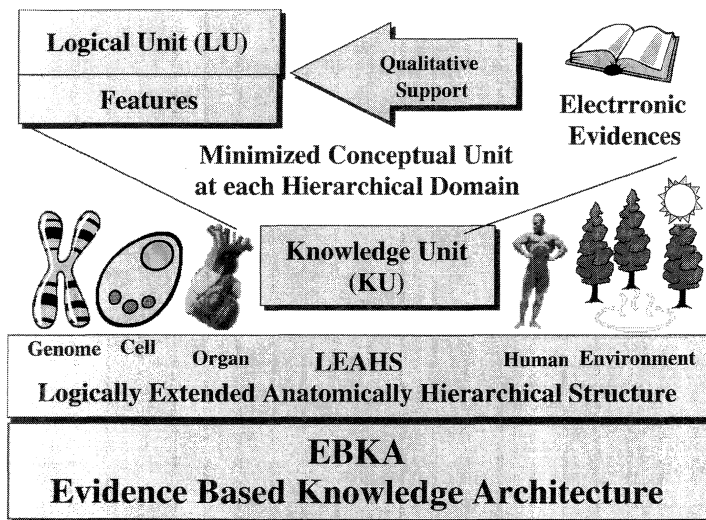 Logical Unit (LU)
Features
Qualitative
Support
Electrronic
Evidences
Minimized Conceptual Unit
at each Hierarchical Domain
Knowledge Unit
(KU)
Genome
Cell
Organ
LEAHS
Human
Environment
Logically Extended Anatomically Hierarchical Structure
EBKA
Evidence Based Knowledge Architecture